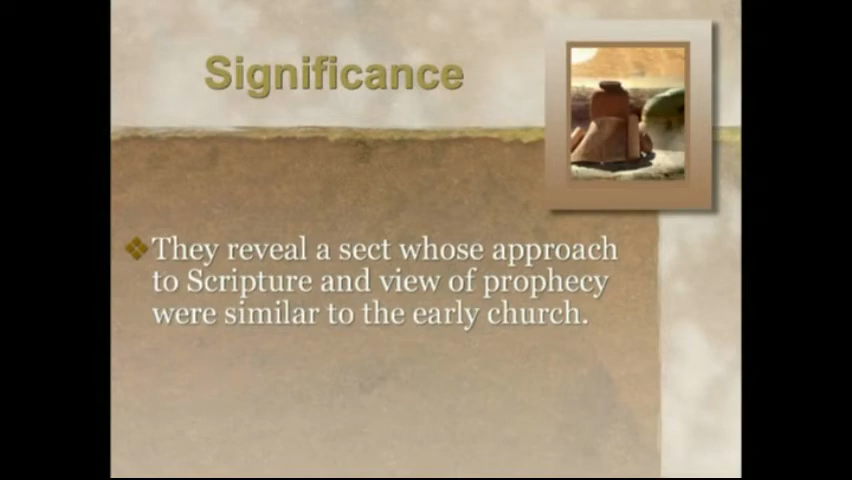 Significance
They reveal a sect whose approach
to Scripture and view of prophecy
were similar to the early church.